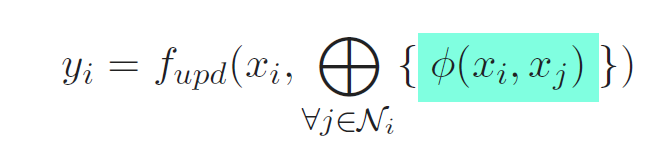 y_i = f_{upd}(x_i, ⨁_{∀j∈𝒩_i} { ϕ(x_i, x_j) })